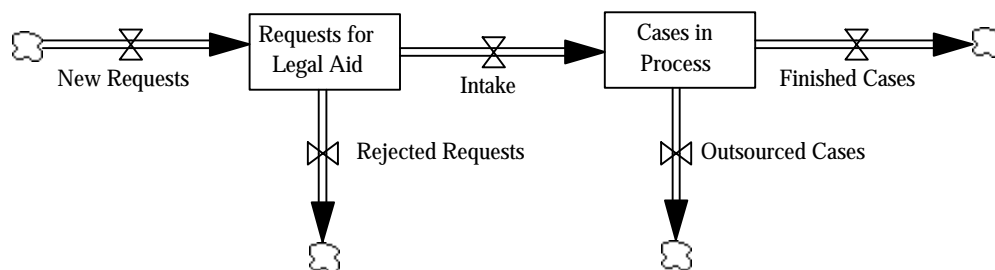 Requests for
Legal Aid
New Requests
Intake
Cases in
Process
Finished Cases
Rejected Requests
Outsourced Cases